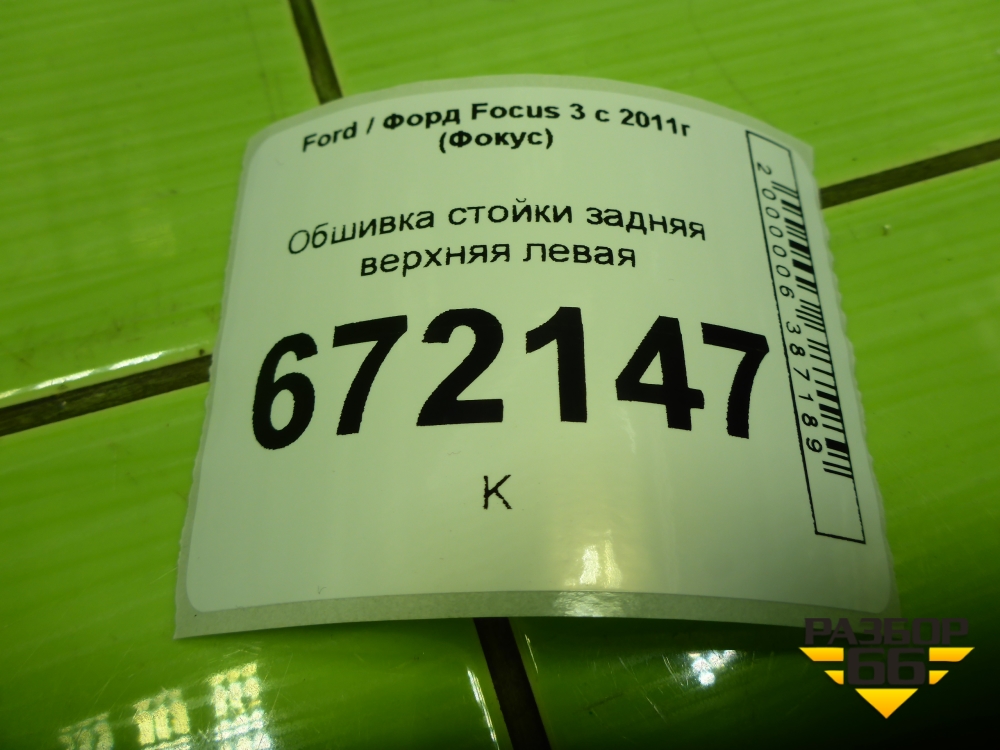 Ford / Форд Focus 3 с 2011г
(Фокус)
Обшивка стойки задняя
верхняя левая
672147
К
2000006387189
РАЗБОР
66